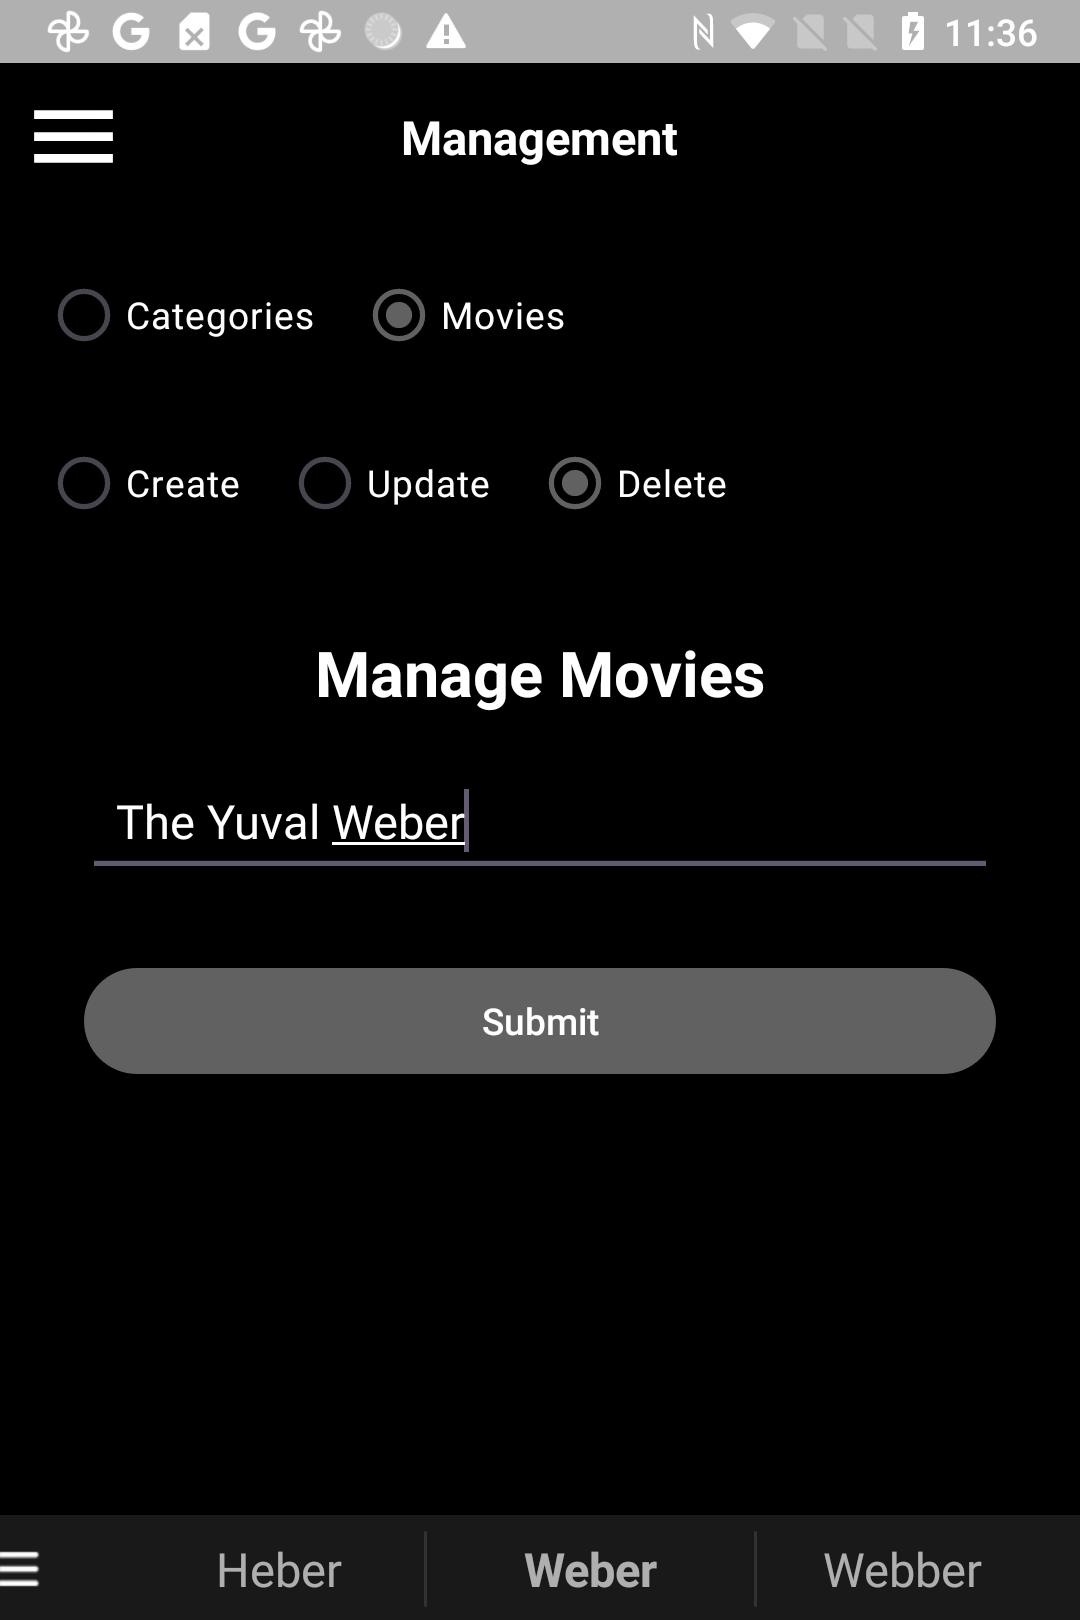 11:36
Management
Categories Movies
Create Update Delete
Manage Movies
The Yuval Weber
Submit
Heber Weber Webber